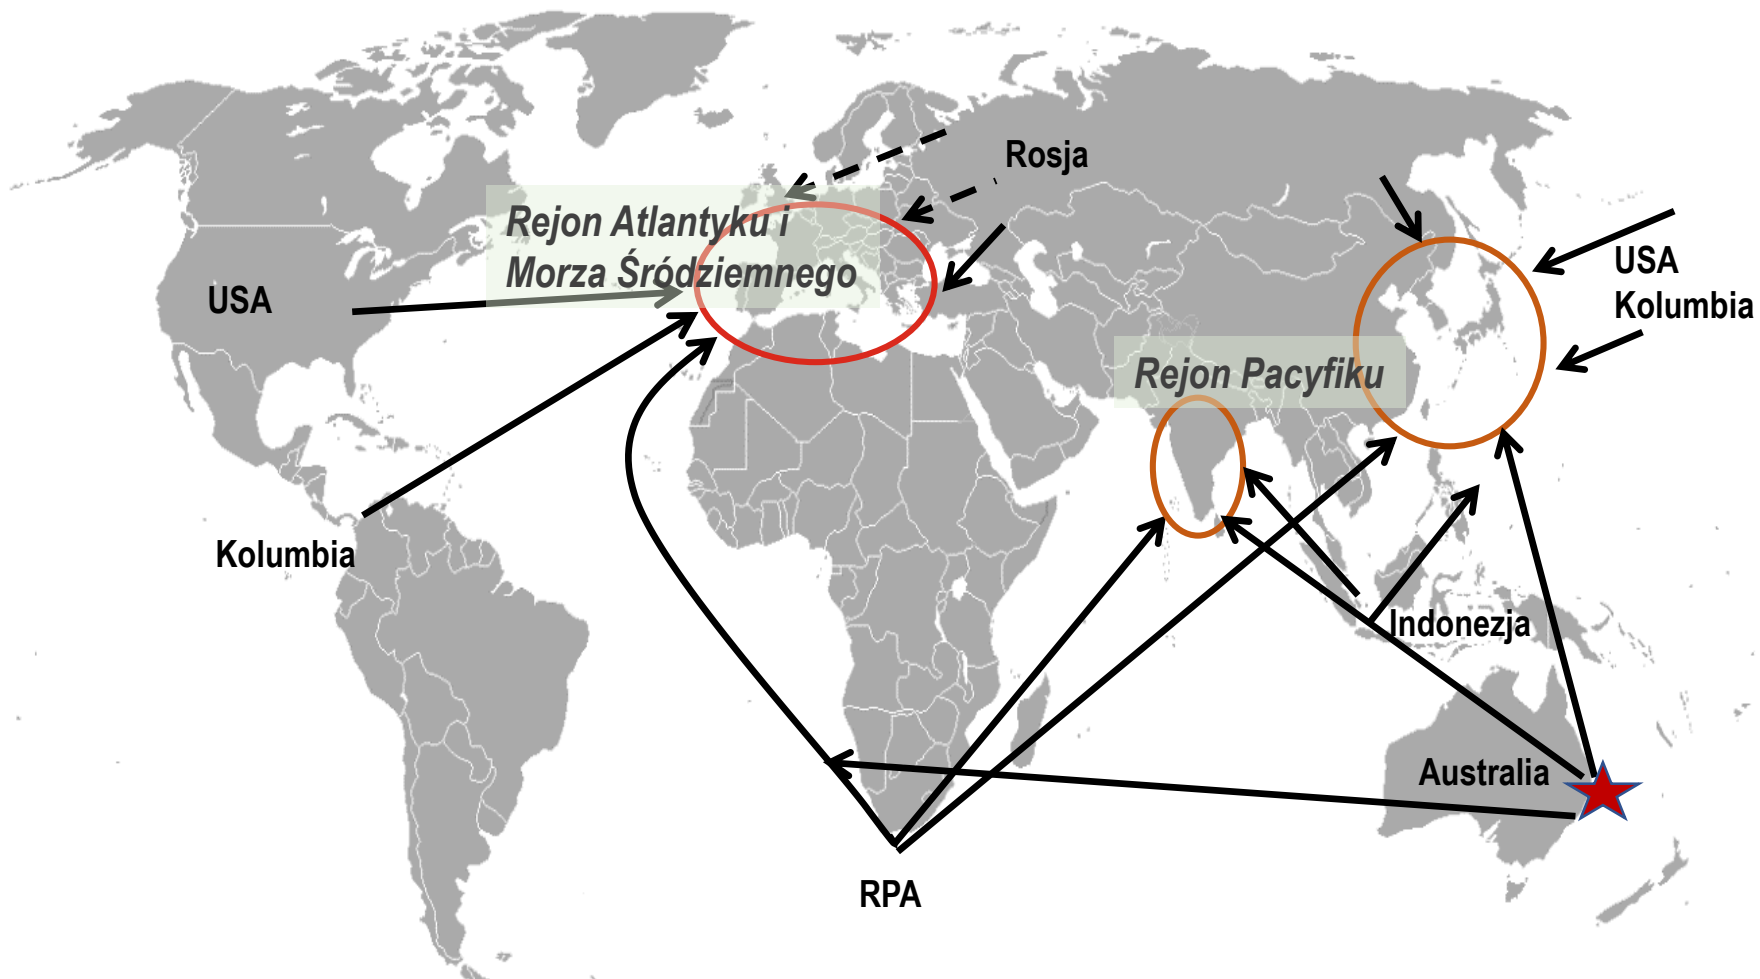 Rosja
Rejon Atlantyku i
Morza Śródziemnego
USA
USA
Kolumbia
Rejon Pacyfiku
Kolumbia
Indonezja
Australia
RPA